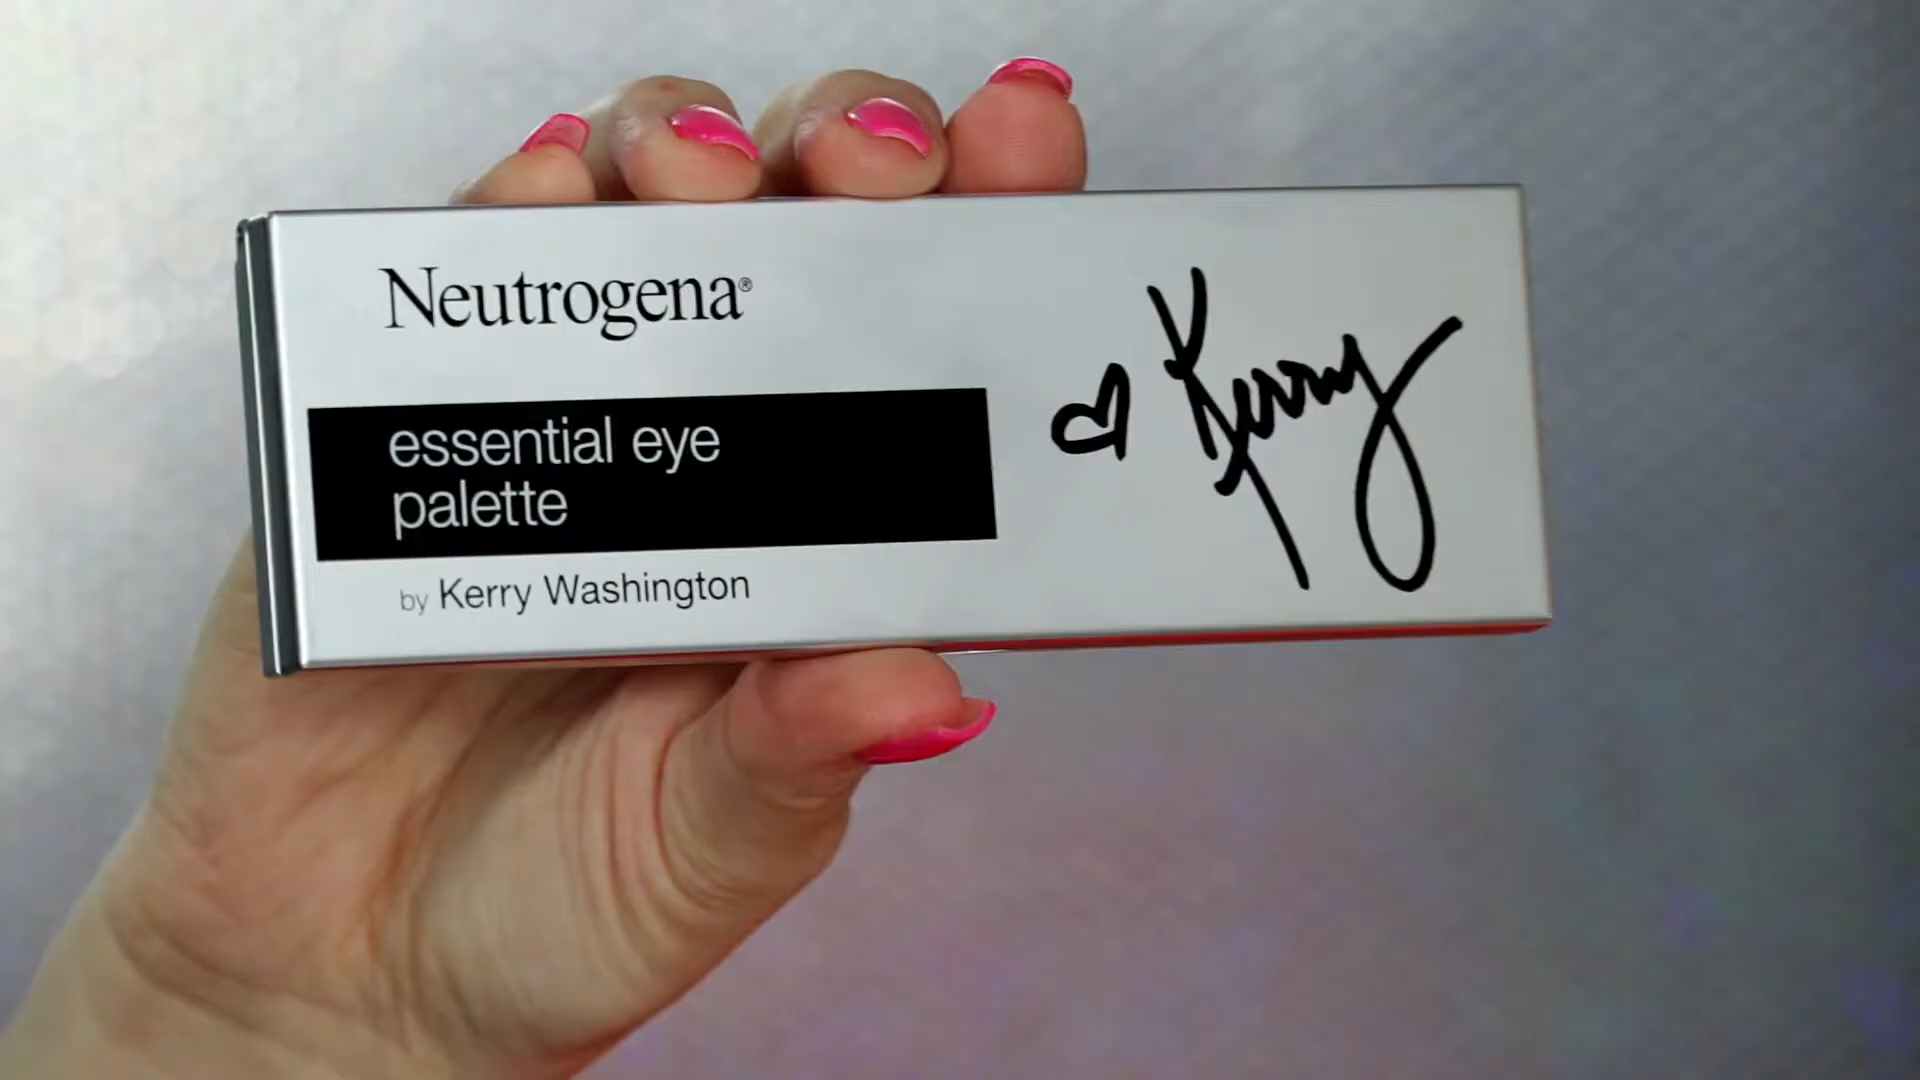 Neutrogena®
essential eye
palette
by Kerry Washington
♡ Kerry